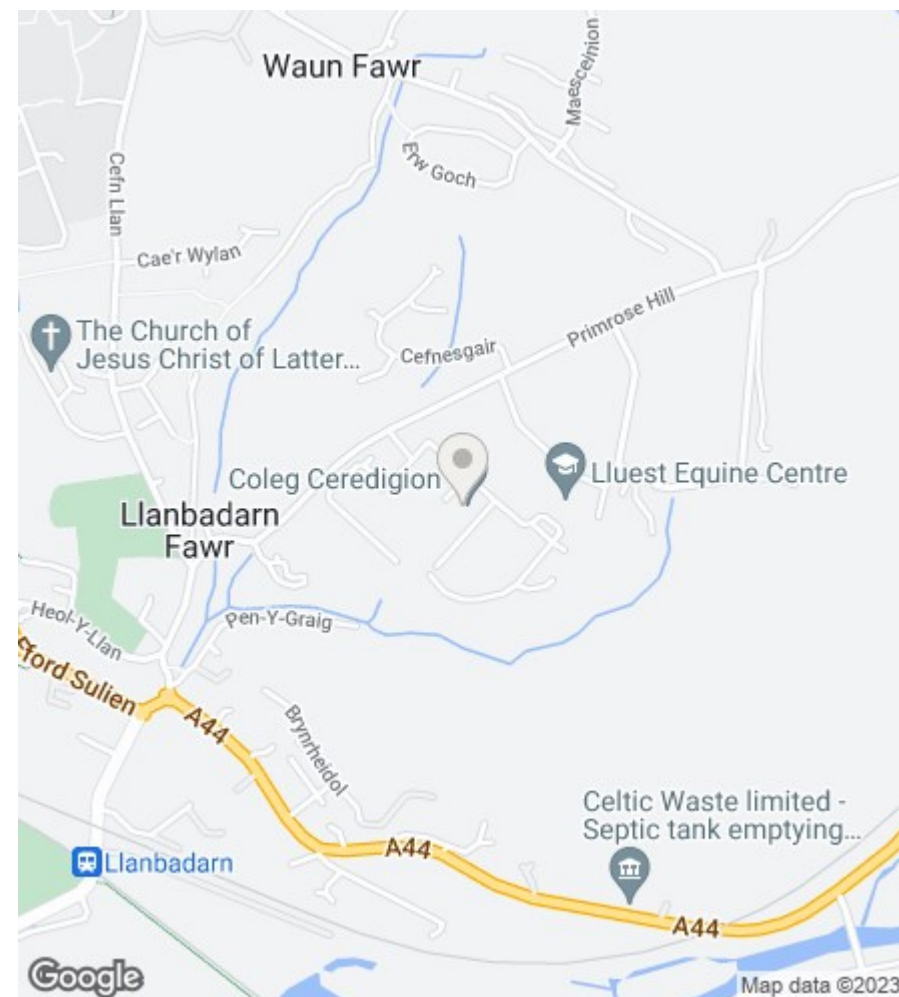 Waun Fawr
Maesceinion
Erw Goch
Cefn Llan
Cae'r Wylan
Primrose Hill
The Church of
Jesus Christ of Latter...
Cefnesgair
Coleg Ceredigion
Lluest Equine Centre
Llanbadarn
Fawr
Heol-Y-Llan
Pen-Y-Graig
fford Sulien
A44
Brynrheidol
Celtic Waste limited -
Septic tank emptying...
A44
Llanbadarn
A44
Google
Map data ©2023